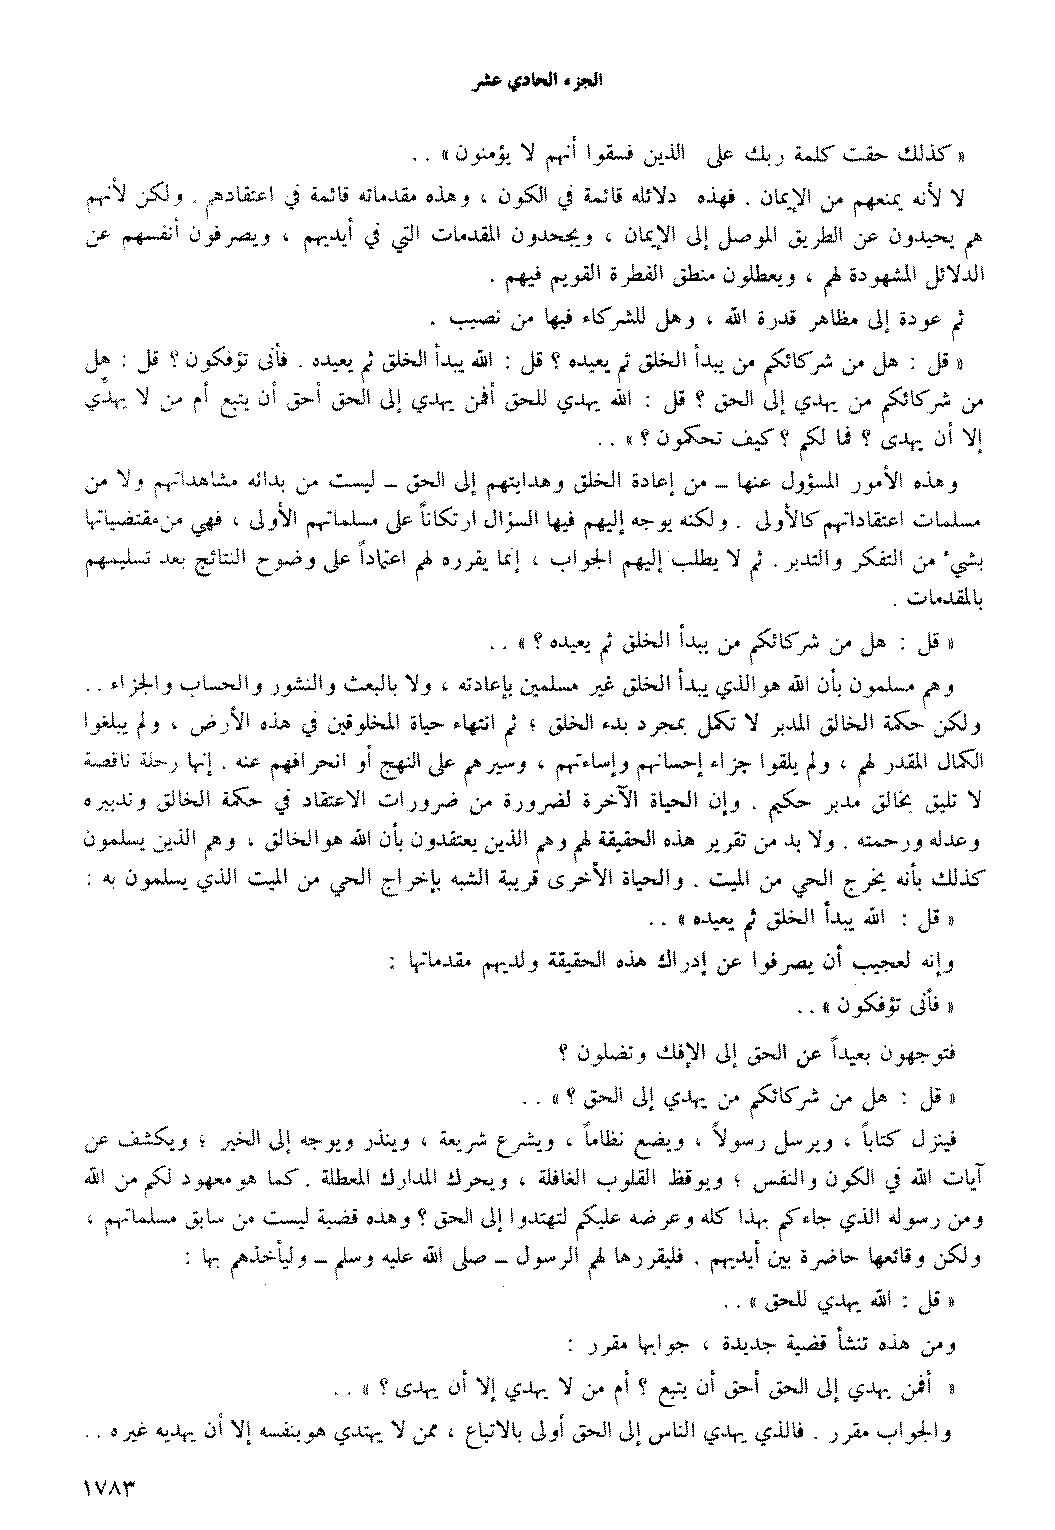 الجزء الحادي عشر
« كذلك حقت كلمة ربك على الذين فسقوا أنهم لا يؤمنون » . .
لا لأنه يمنعهم من الإيمان . فهذه دلائله قائمة في الكون ، وهذه مقدماته قائمة في اعتقادهم . ولكن لأنهم
هم يحيدون عن الطريق الموصل إلى الإيمان ، ويجحدون المقدمات التي في أيديهم ، ويصرفون أنفسهم عن
الدلائل المشهودة لهم ، ويعطلون منطق الفطرة القويم فيهم .
ثم عودة إلى مظاهر قدرة الله ، وهل للشركاء فيها من نصيب .
« قل : هل من شركائكم من يبدأ الخلق ثم يعيده ؟ قل : الله يبدأ الخلق ثم يعيده . فأنى تؤفكون ؟ قل : هل
من شركائكم من يهدي إلى الحق ؟ قل : الله يهدي للحق أفمن يهدي إلى الحق أحق أن يتبع أم من لا يهدِّي
إلا أن يهدى ؟ فما لكم ؟ كيف تحكمون ؟ » . .
وهذه الأمور المسؤول عنها – من إعادة الخلق وهدايتهم إلى الحق – ليست من بدائه مشاهداتهم ولا من
مسلمات اعتقاداتهم كالأولى . ولكنه يوجه إليهم فيها السؤال ارتكاناً على مسلماتهم الأولى ، فهي من مقتضياتها
بشيء من التفكر والتدبر . ثم لا يطلب إليهم الجواب ، إنما يقرره لهم اعتماداً على وضوح النتائج بعد تسليمهم
بالمقدمات .
« قل : هل من شركائكم من يبدأ الخلق ثم يعيده ؟ » . .
وهم مسلمون بأن الله هو الذي يبدأ الخلق غير مسلمين بإعادته ، ولا بالبعث والنشور والحساب والجزاء . .
ولكن حكمة الخالق المدبر لا تكمل بمجرد بدء الخلق ؛ ثم انتهاء حياة المخلوقين في هذه الأرض ، ولم يبلغوا
الكمال المقدر لهم ، ولم يلقوا جزاء إحسانهم وإساءتهم ، وسيرهم على النهج أو انحرافهم عنه . إنها رحلة ناقصة
لا تليق بخالق مدبر حكيم . وإن الحياة الآخرة لضرورة من ضرورات الاعتقاد في حكمة الخالق وتدبيره
وعدله ورحمته . ولا بد من تقرير هذه الحقيقة لهم وهم الذين يعتقدون بأن الله هو الخالق ، وهم الذين يسلمون
كذلك بأنه يخرج الحي من الميت . والحياة الأخرى قريبة الشبه بإخراج الحي من الميت الذي يسلمون به :
« قل : الله يبدأ الخلق ثم يعيده » . .
وإنه لعجيب أن يصرفوا عن إدراك هذه الحقيقة ولديهم مقدماتها :
« فأنى تؤفكون » . .
فتوجهون بعيداً عن الحق إلى الإفك وتضلون ؟
« قل : هل من شركائكم من يهدي إلى الحق ؟ » . .
فينزل كتاباً ، ويرسل رسولاً ، ويضع نظاماً ، ويشرع شريعة ، وينذر ويوجه إلى الخير ؛ ويكشف عن
آيات الله في الكون والنفس ؛ ويوقظ القلوب الغافلة ، ويحرك المدارك المعطلة . كما هو معهود لكم من الله
ومن رسوله الذي جاءكم بهذا كله وعرضه عليكم لتهتدوا إلى الحق ؟ وهذه قضية ليست من سابق مسلماتهم ،
ولكن وقائعها حاضرة بين أيديهم . فليقررها لهم الرسول – صلى الله عليه وسلم – وليأخذهم بها :
« قل : الله يهدي للحق » . .
ومن هذه تنشأ قضية جديدة ، جوابها مقرر :
« أفمن يهدي إلى الحق أحق أن يتبع ؟ أم من لا يهدي إلا أن يهدى ؟ » . .
والجواب مقرر . فالذي يهدي الناس إلى الحق أولى بالاتباع ، ممن لا يهتدي هو بنفسه إلا أن يهديه غيره . .
١٧٨٣